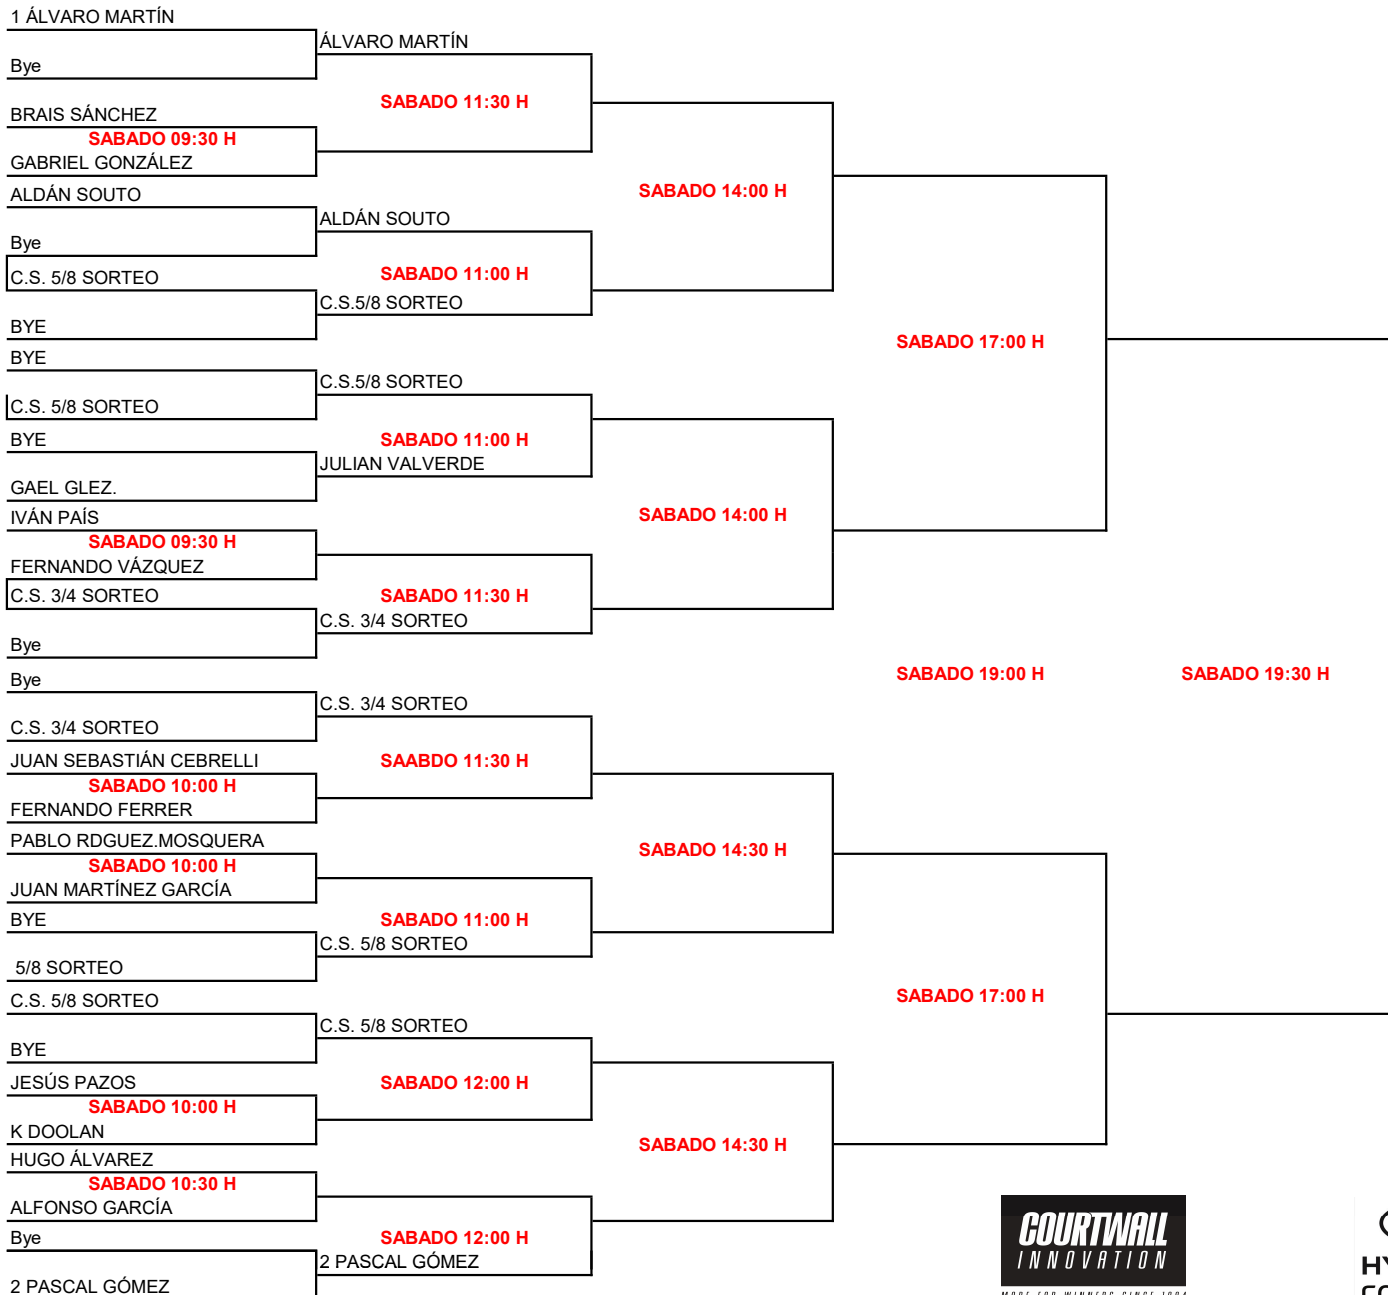 1 ÁLVARO MARTÍN
ÁLVARO MARTÍN
Bye
SABADO 11:30 H
BRAIS SÁNCHEZ
SABADO 09:30 H
GABRIEL GONZÁLEZ
SABADO 14:00 H
ALDÁN SOUTO
ALDÁN SOUTO
Bye
SABADO 11:00 H
C.S. 5/8 SORTEO
C.S.5/8 SORTEO
BYE
SABADO 17:00 H
BYE
C.S.5/8 SORTEO
C.S. 5/8 SORTEO
BYE
SABADO 11:00 H
JULIAN VALVERDE
GAEL GLEZ.
IVÁN PAÍS
SABADO 14:00 H
SABADO 09:30 H
FERNANDO VÁZQUEZ
C.S. 3/4 SORTEO
SABADO 11:30 H
C.S. 3/4 SORTEO
Bye
SABADO 19:00 H
SABADO 19:30 H
Bye
C.S. 3/4 SORTEO
C.S. 3/4 SORTEO
JUAN SEBASTIÁN CEBRELLI
SAABDO 11:30 H
SABADO 10:00 H
FERNANDO FERRER
PABLO RDGUEZ.MOSQUERA
SABADO 14:30 H
SABADO 10:00 H
JUAN MARTÍNEZ GARCÍA
BYE
SABADO 11:00 H
C.S. 5/8 SORTEO
5/8 SORTEO
SABADO 17:00 H
C.S. 5/8 SORTEO
C.S. 5/8 SORTEO
BYE
JESÚS PAZOS
SABADO 12:00 H
SABADO 10:00 H
K DOOLAN
SABADO 14:30 H
HUGO ÁLVAREZ
SABADO 10:30 H
ALFONSO GARCÍA
Bye
SABADO 12:00 H
2 PASCAL GÓMEZ
2 PASCAL GÓMEZ
COURTWALL
INNOVATION